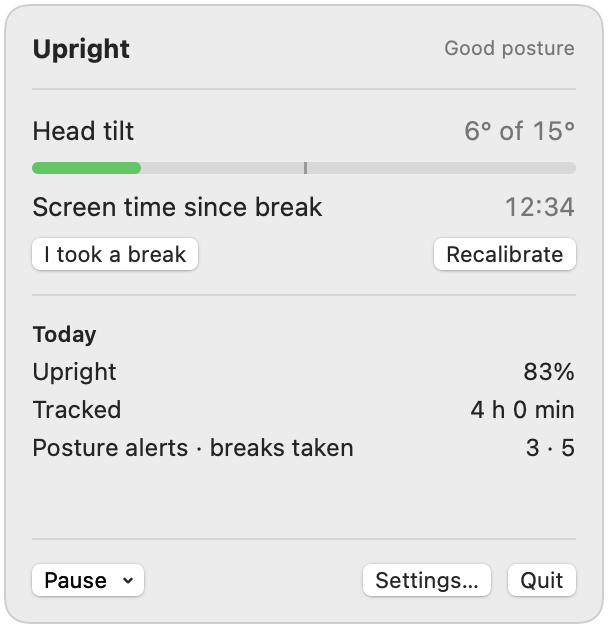 Upright Good posture
Head tilt 6° of 15°
Screen time since break 12:34
I took a break Recalibrate
Today
Upright 83%
Tracked 4 h 0 min
Posture alerts · breaks taken 3 · 5
Pause Settings... Quit